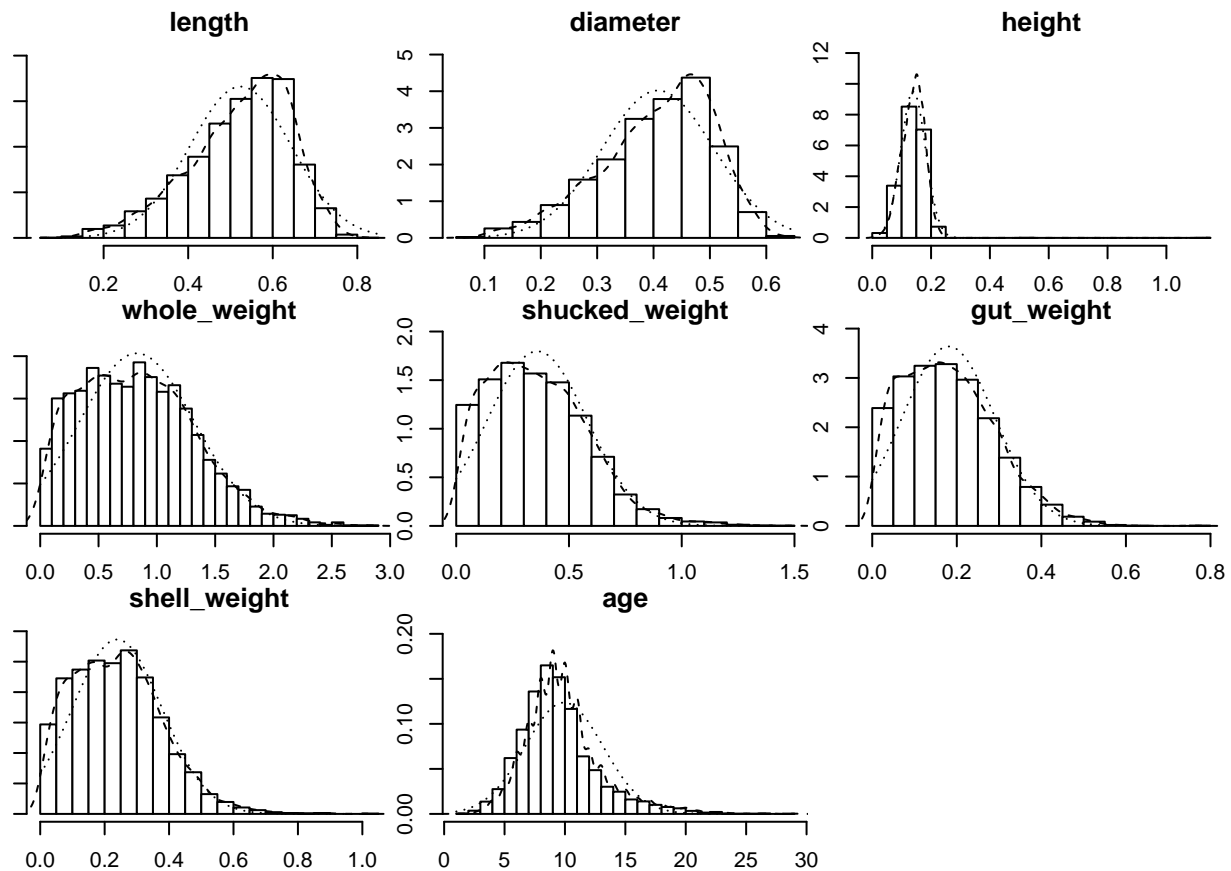 length
0.2 0.4 0.6 0.8
diameter
0 1 2 3 4 5
0.1 0.2 0.3 0.4 0.5 0.6
height
0 2 4 6 8 12
0.0 0.2 0.4 0.6 0.8 1.0
whole_weight
0.0 0.5 1.0 1.5 2.0 2.5 3.0
shucked_weight
0.0 0.5 1.0 1.5 2.0
0.0 0.5 1.0 1.5
gut_weight
0 1 2 3 4
0.0 0.2 0.4 0.6 0.8
shell_weight
0.0 0.2 0.4 0.6 0.8 1.0
age
0.00 0.10 0.20
0 5 10 15 20 25 30